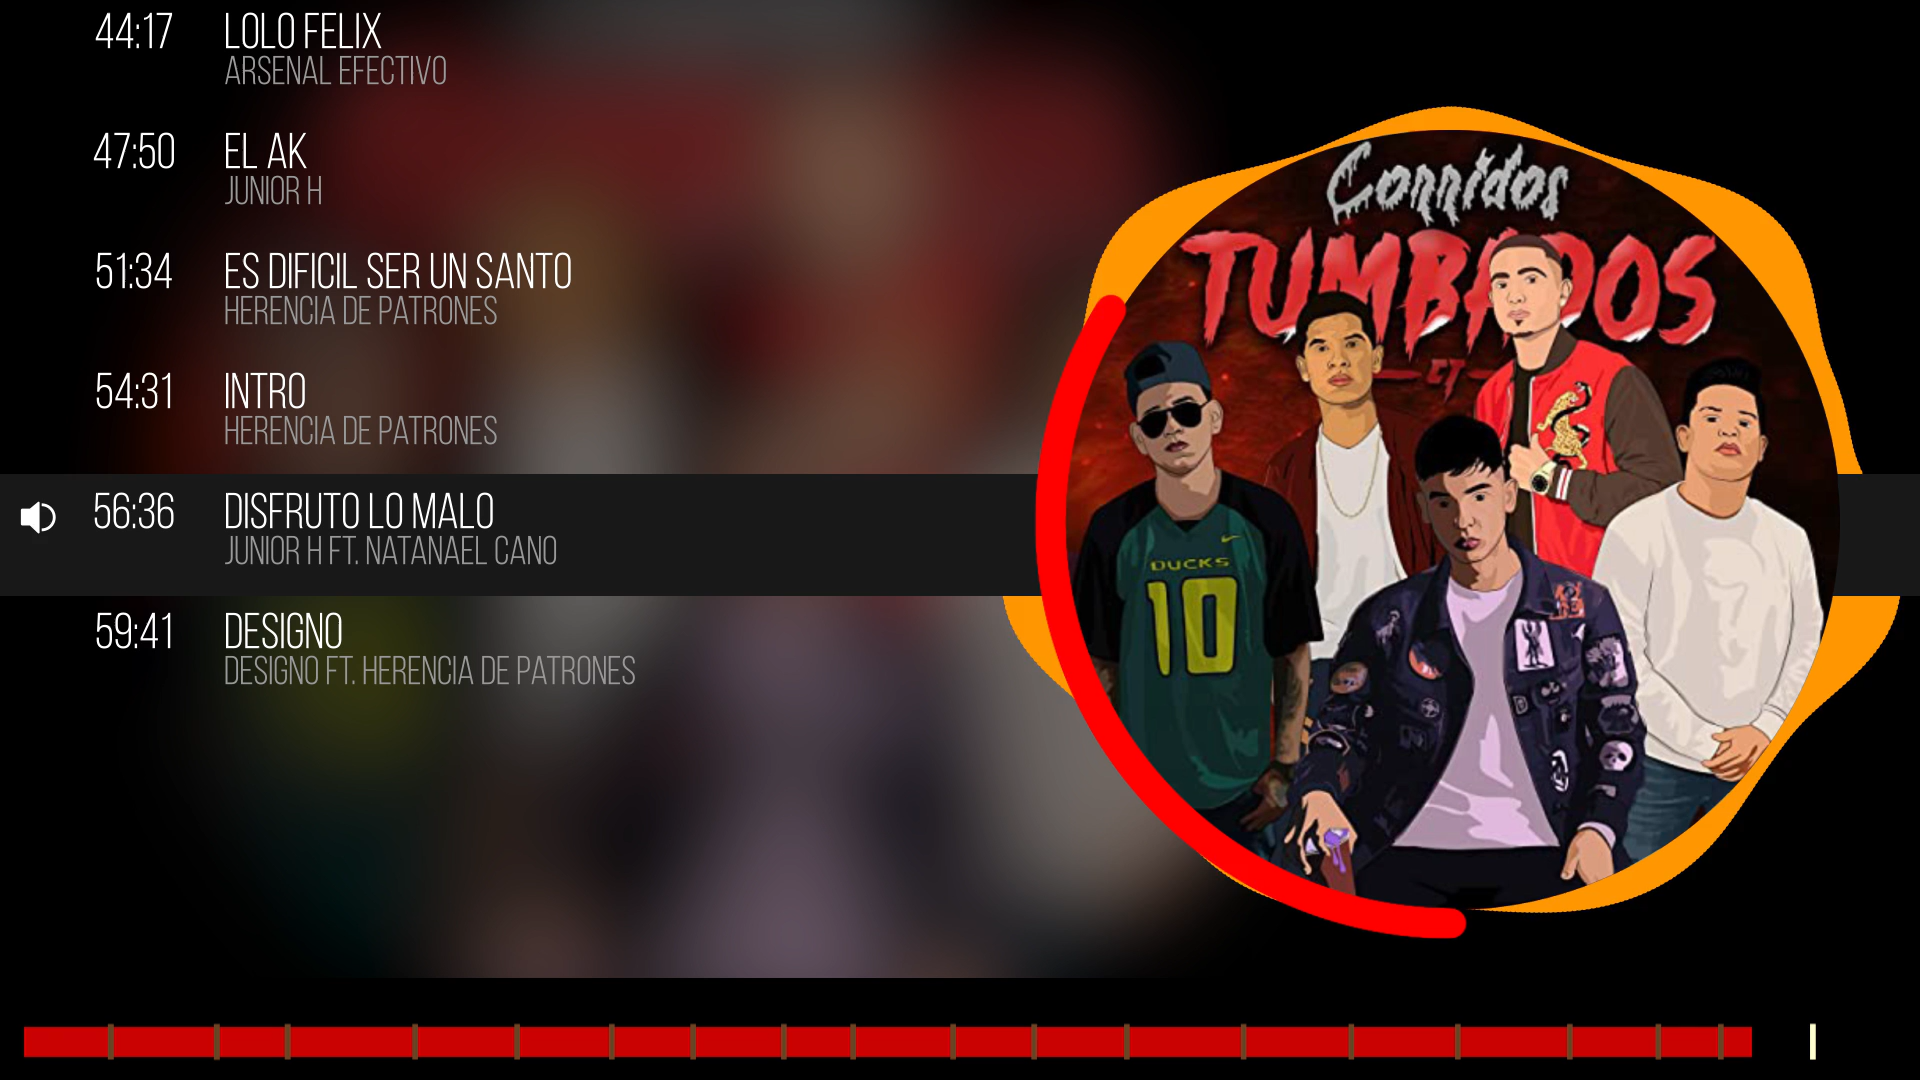 44:17 LOLO FELIX
ARSENAL EFECTIVO
47:50 EL AK
JUNIOR H
51:34 ES DIFICIL SER UN SANTO
HERENCIA DE PATRONES
54:31 INTRO
HERENCIA DE PATRONES
56:36 DISFRUTO LO MALO
JUNIOR H FT. NATANAEL CANO
59:41 DESIGNO
DESIGNO FT. HERENCIA DE PATRONES
Corridos
TUMBADOS
CT
DUCKS
10